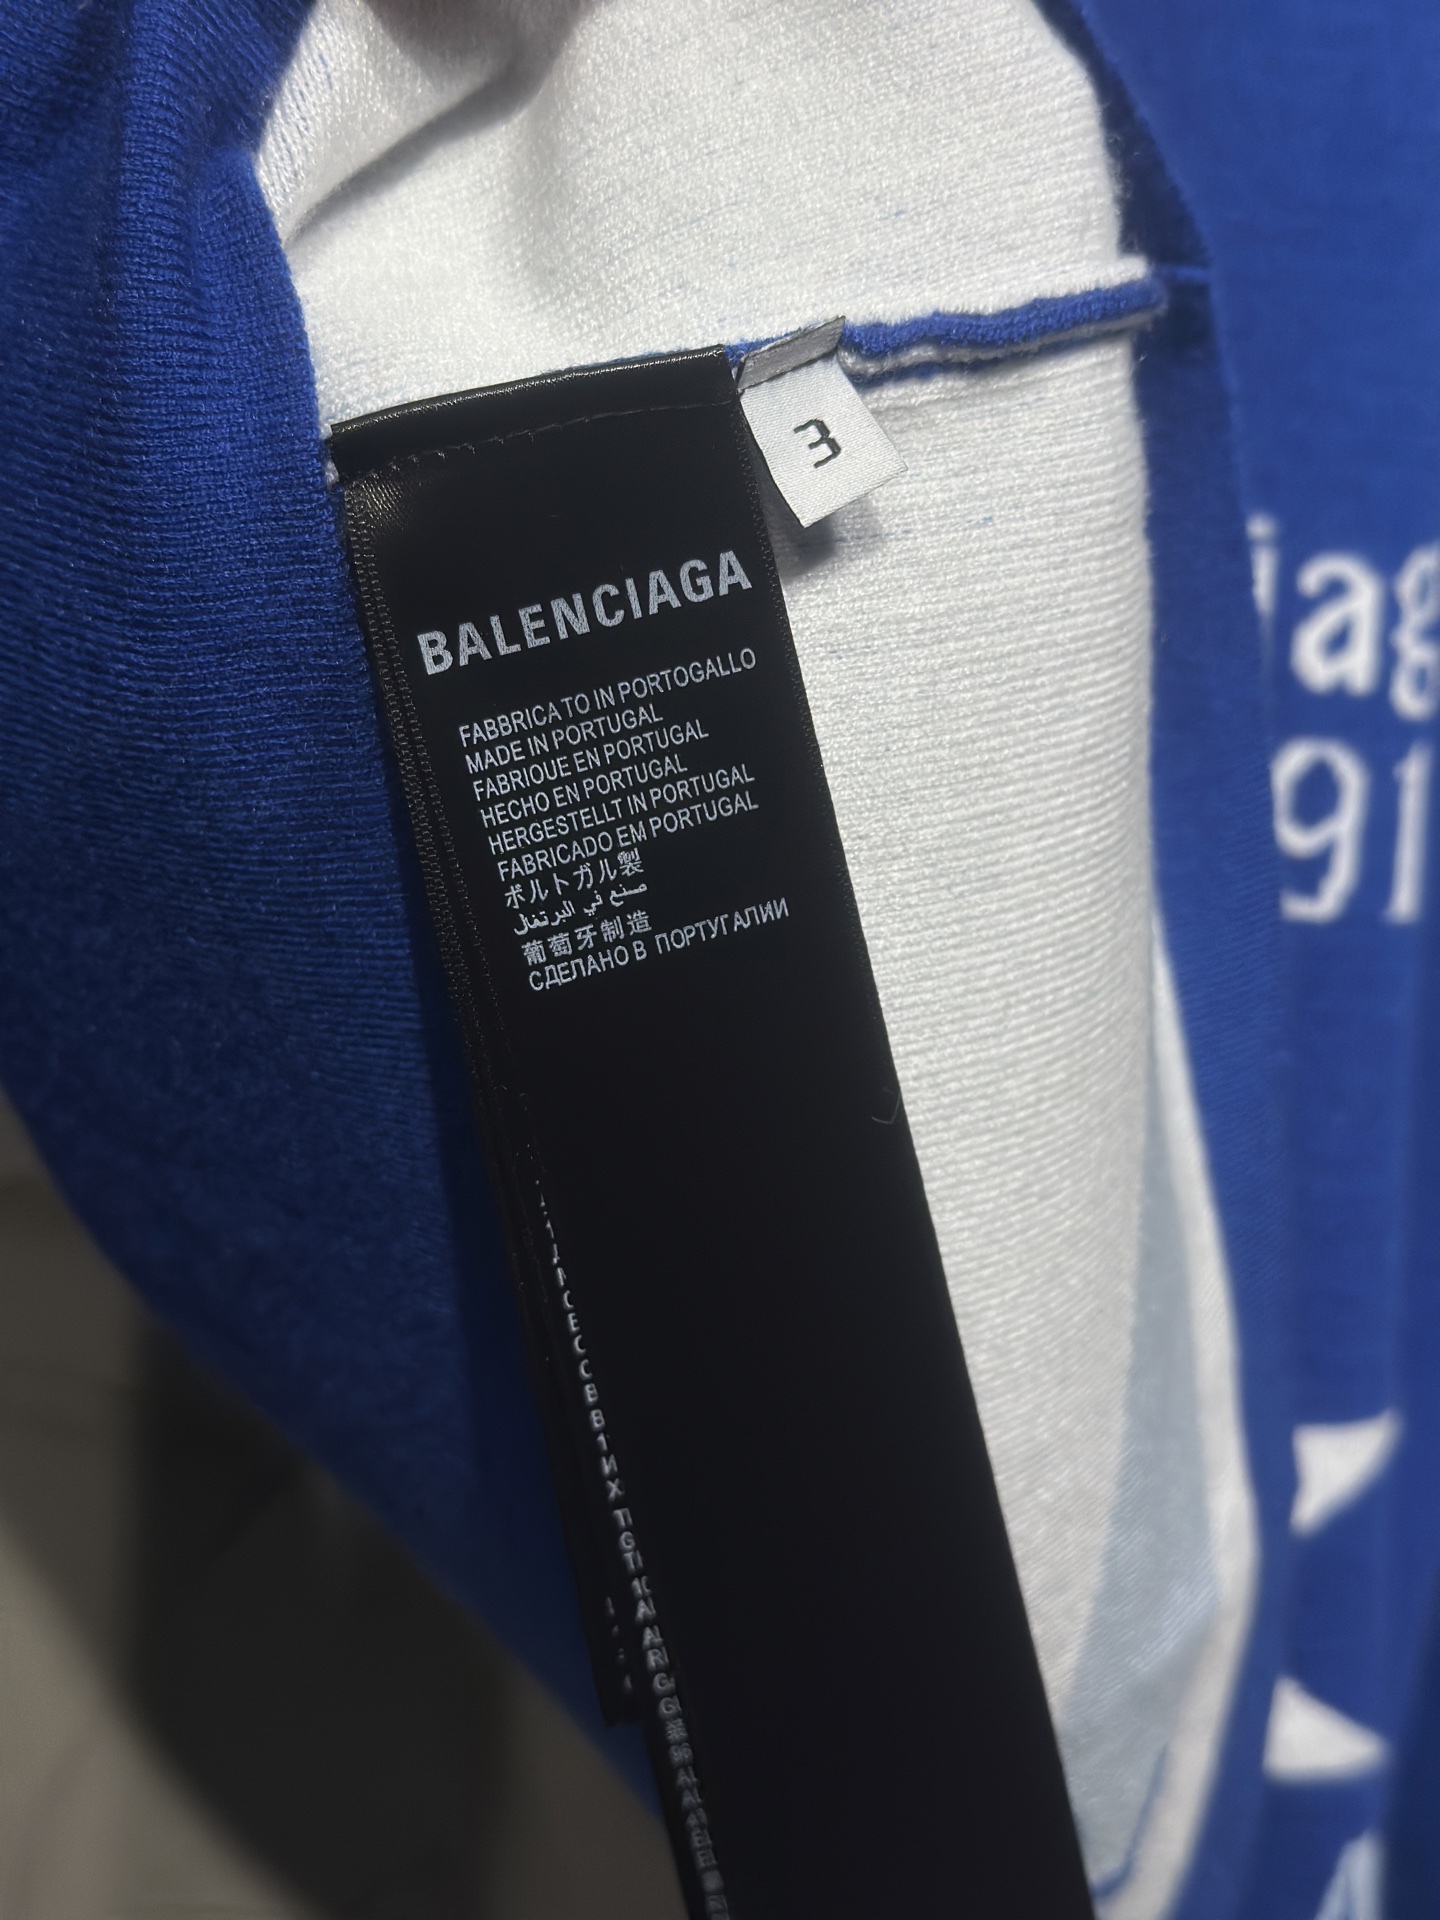 3
BALENCIAGA
FABBRICATO IN PORTOGALLO
MADE IN PORTUGAL
FABRIQUE EN PORTUGAL
HECHO EN PORTUGAL
HERGESTELLT IN PORTUGAL
FABRICADO EM PORTUGAL
ポルトガル製
صنع في البرتغال
葡萄牙制造
СДЕЛАНО В ПОРТУГАЛИИ
iag
91